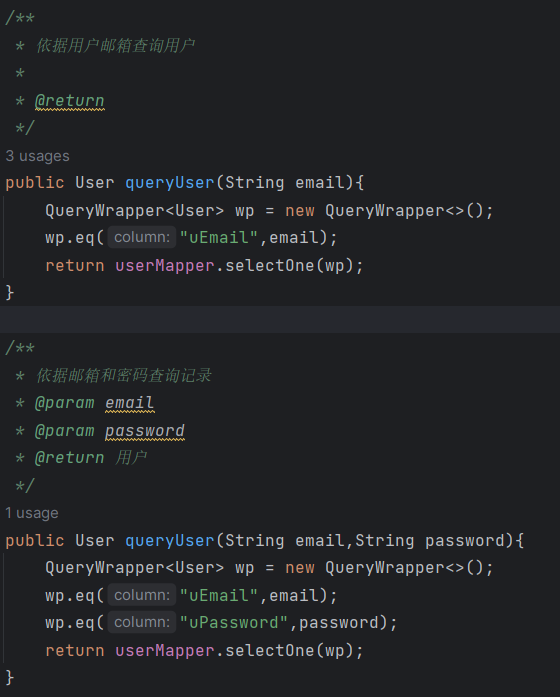 /**
 * 依据用户邮箱查询用户
 *
 * @return
 */
3 usages
public User queryUser(String email){
    QueryWrapper<User> wp = new QueryWrapper<>();
    wp.eq( column: "uEmail",email);
    return userMapper.selectOne(wp);
}
/**
 * 依据邮箱和密码查询记录
 * @param email
 * @param password
 * @return 用户
 */
1 usage
public User queryUser(String email,String password){
    QueryWrapper<User> wp = new QueryWrapper<>();
    wp.eq( column: "uEmail",email);
    wp.eq( column: "uPassword",password);
    return userMapper.selectOne(wp);
}